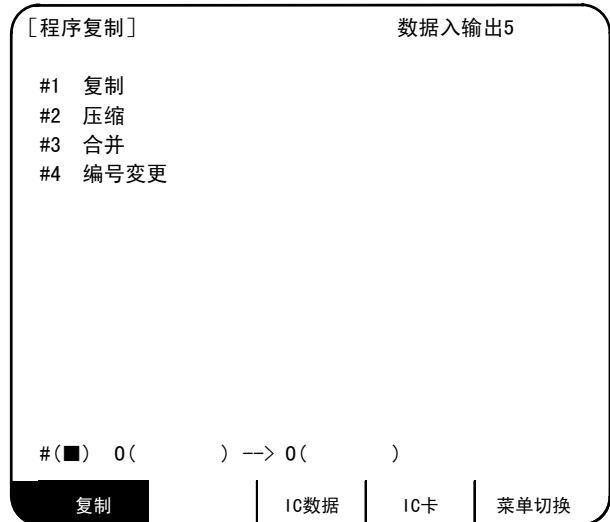 [程序复制] 数据入输出5
#1 复制
#2 压缩
#3 合并
#4 编号变更
#(■) O( ) --> O( )
复制 IC数据 IC卡 菜单切换